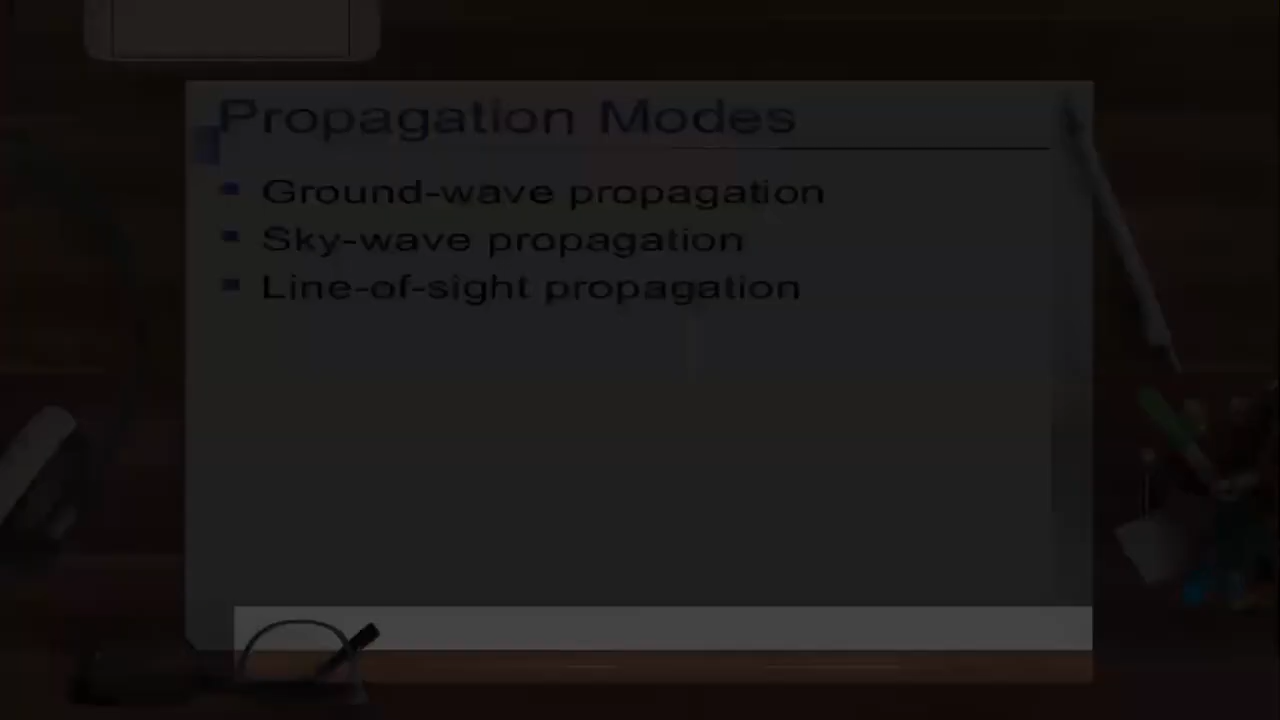 Propagation Modes
Ground-wave propagation
Sky-wave propagation
Line-of-sight propagation